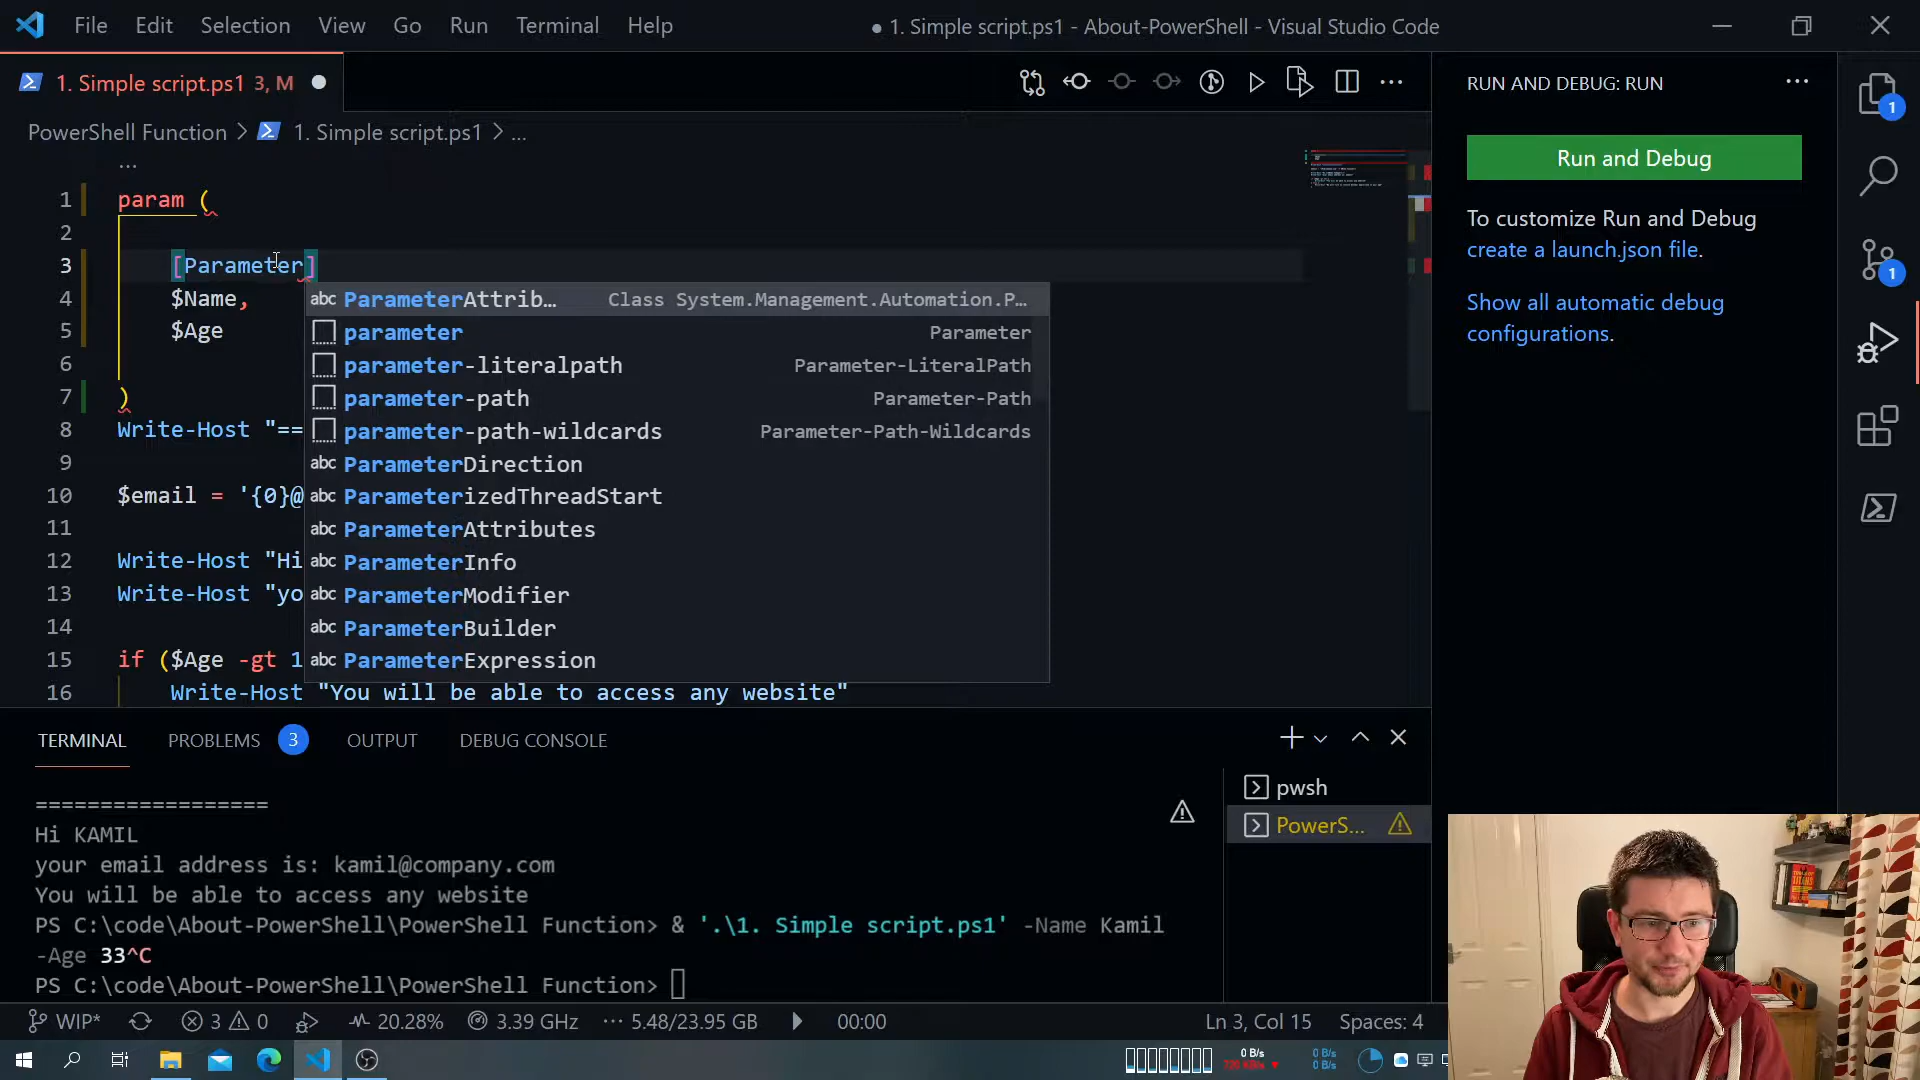 File Edit Selection View Go Run Terminal Help
● 1. Simple script.ps1 - About-PowerShell - Visual Studio Code
1. Simple script.ps1 3, M
PowerShell Function > 1. Simple script.ps1 > ...
...
1 param (
2
3 [Parameter]
4 $Name,
5 $Age
6
7 )
8 Write-Host "==
9
10 $email = '{0}@
11
12 Write-Host "Hi
13 Write-Host "yo
14
15 if ($Age -gt 1
16 Write-Host "You will be able to access any website"
abc ParameterAttrib... Class System.Management.Automation.P...
parameter Parameter
parameter-literalpath Parameter-LiteralPath
parameter-path Parameter-Path
parameter-path-wildcards Parameter-Path-Wildcards
abc ParameterDirection
abc ParameterizedThreadStart
abc ParameterAttributes
abc ParameterInfo
abc ParameterModifier
abc ParameterBuilder
abc ParameterExpression
RUN AND DEBUG: RUN ...
Run and Debug
To customize Run and Debug
create a launch.json file.
Show all automatic debug
configurations.
1
1
TERMINAL PROBLEMS 3 OUTPUT DEBUG CONSOLE
==================
Hi KAMIL
your email address is: kamil@company.com
You will be able to access any website
PS C:\code\About-PowerShell\PowerShell Function> & '.\1. Simple script.ps1' -Name Kamil
-Age 33^C
PS C:\code\About-PowerShell\PowerShell Function>
pwsh
PowerS...
WIP* 3 0 20.28% 3.39 GHz ... 5.48/23.95 GB 00:00 Ln 3, Col 15 Spaces: 4
0 B/s 0 B/s
0 B/s